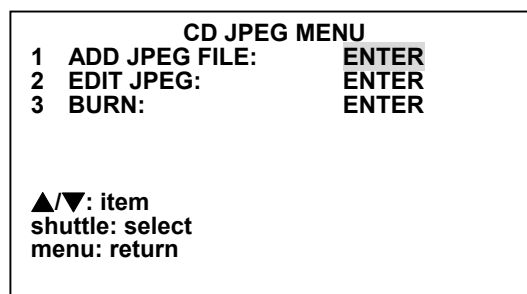 CD JPEG MENU
1 ADD JPEG FILE: ENTER
2 EDIT JPEG: ENTER
3 BURN: ENTER
▲/▼: item
shuttle: select
menu: return